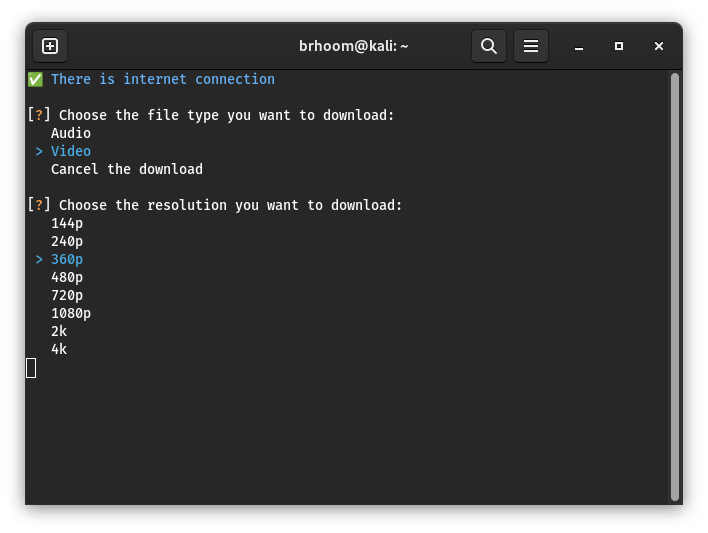 brhoom@kali: ~
✅ There is internet connection
[?] Choose the file type you want to download:
Audio
> Video
Cancel the download
[?] Choose the resolution you want to download:
144p
240p
> 360p
480p
720p
1080p
2k
4k